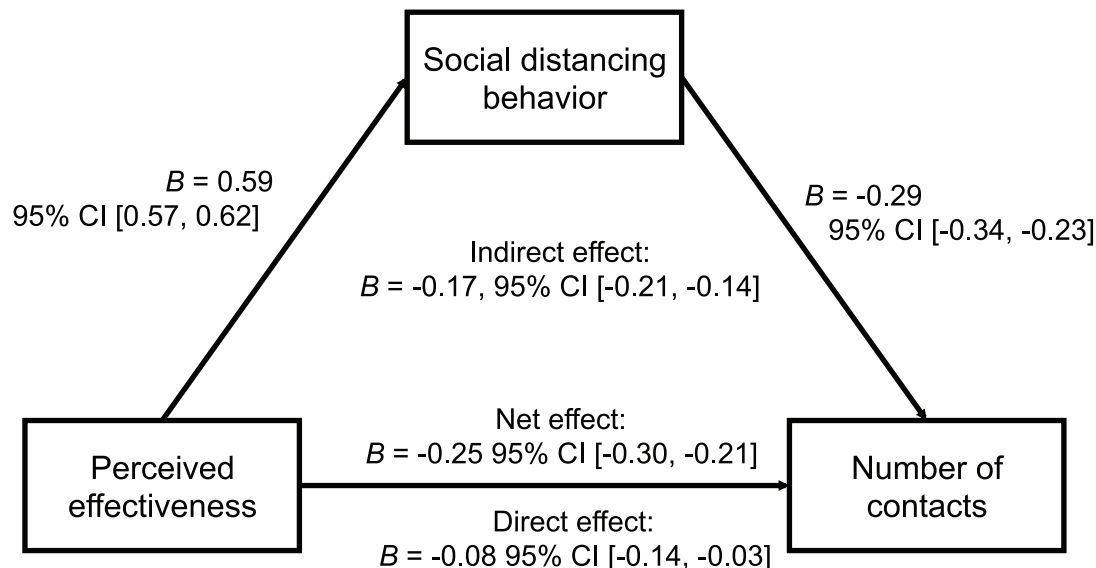 Social distancing
behavior
B = 0.59
95% CI [0.57, 0.62]
B = -0.29
95% CI [-0.34, -0.23]
Indirect effect:
B = -0.17, 95% CI [-0.21, -0.14]
Perceived
effectiveness
Net effect:
B = -0.25 95% CI [-0.30, -0.21]
Direct effect:
B = -0.08 95% CI [-0.14, -0.03]
Number of
contacts